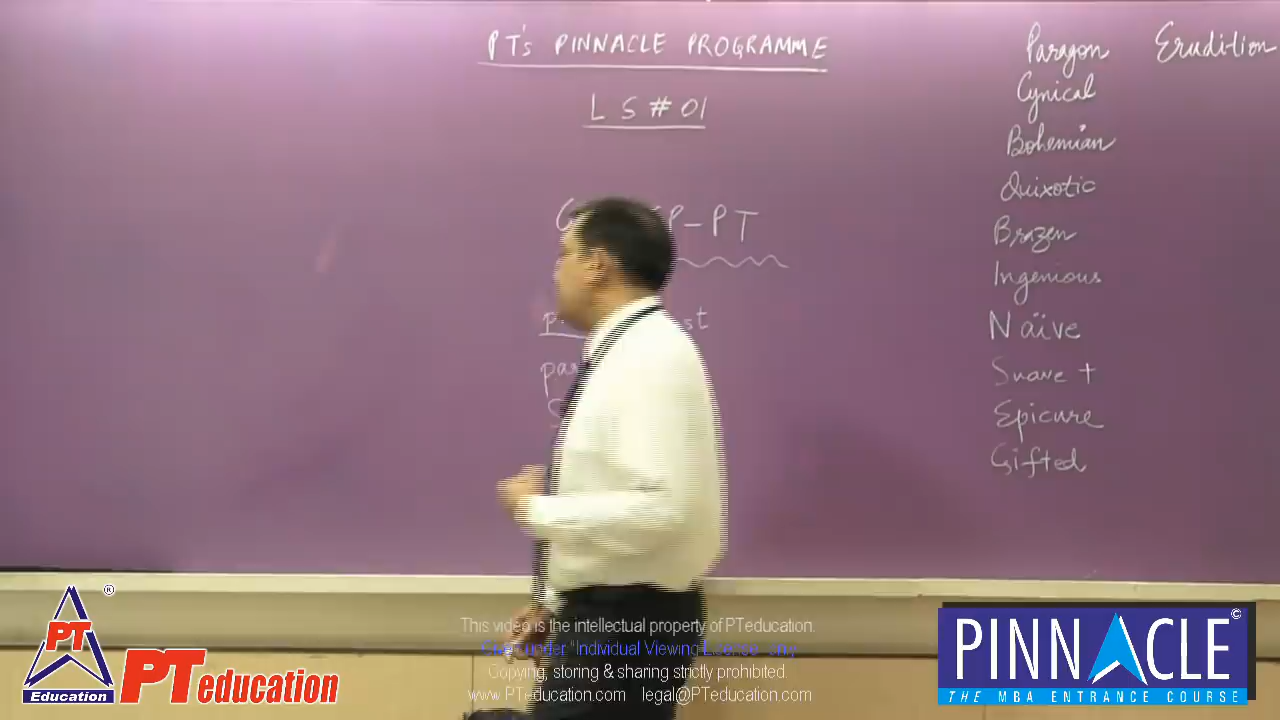 PT's PINNACLE PROGRAMME
LS#01
P-PT
Paragon Erudition
Cynical
Bohemian
Quixotic
Brazen
Ingenious
Naïve
Suave +
Epicure
Gifted
This video is the intellectual property of PTeducation.
Given under "Individual Viewing License" only
Copying, storing & sharing strictly prohibited.
www.PTeducation.com legal@PTeducation.com
PT
Education
®
PT education
PINNACLE
©
THE MBA ENTRANCE COURSE